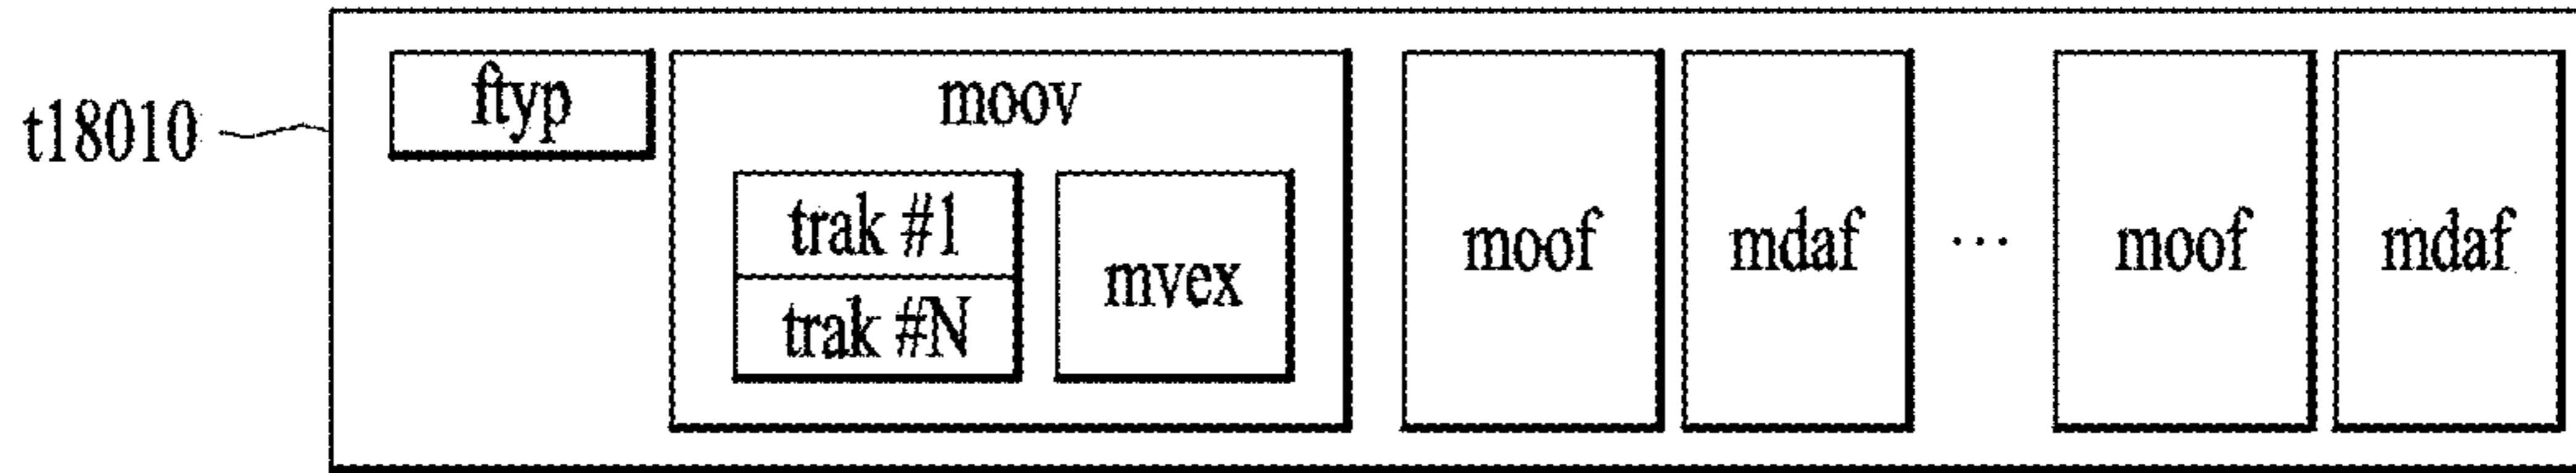 t18010
ftyp
moov
trak #1
trak #N
mvex
moof
mdaf
...
moof
mdaf